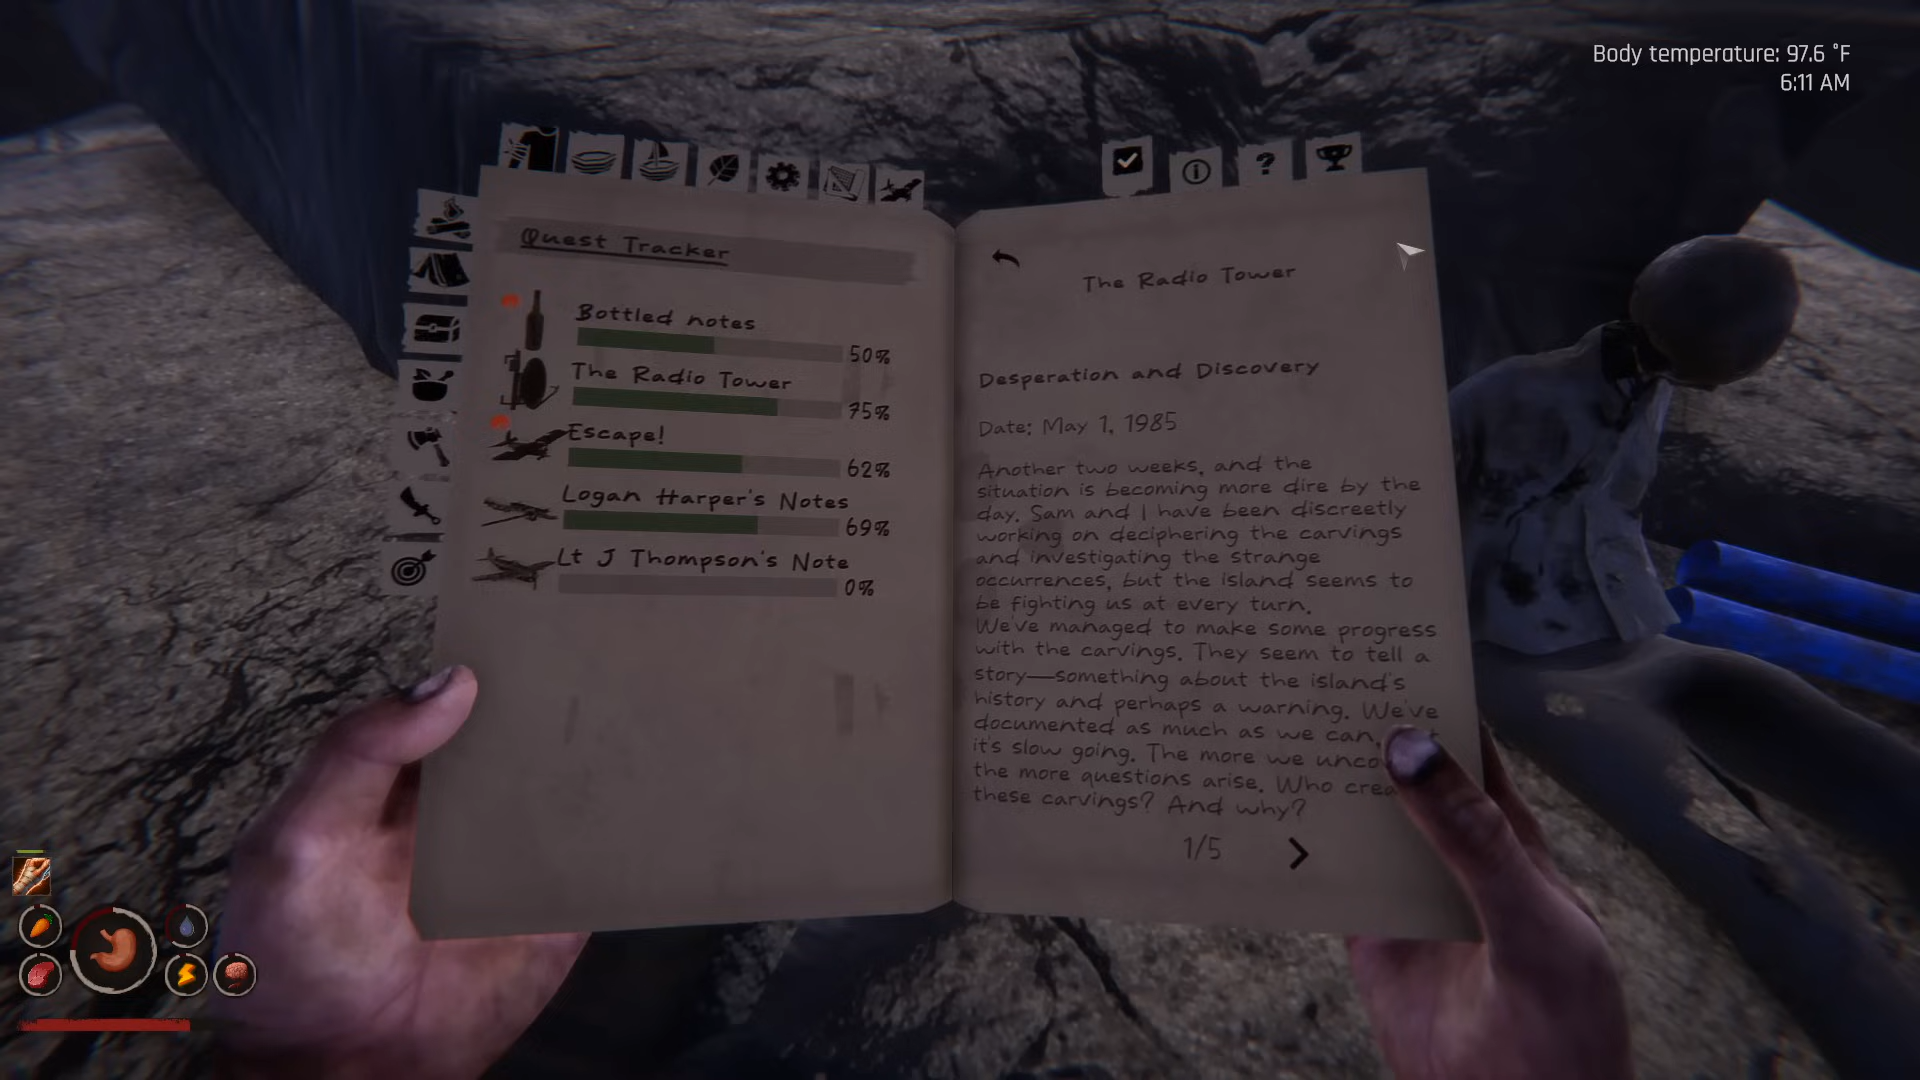 Body temperature: 97.6 °F
6:11 AM
Quest Tracker
Bottled notes
50%
The Radio Tower
75%
Escape!
62%
Logan Harper's Notes
69%
Lt J Thompson's Note
0%
The Radio Tower
Desperation and Discovery
Date: May 1, 1985
Another two weeks, and the
situation is becoming more dire by the
day. Sam and I have been discreetly
working on deciphering the carvings
and investigating the strange
occurrences, but the island seems to
be fighting us at every turn.
We've managed to make some progress
with the carvings. They seem to tell a
story—something about the island's
history and perhaps a warning. We've
documented as much as we can,
it's slow going. The more we
the more questions arise. Who
these carvings? And why?
1/5